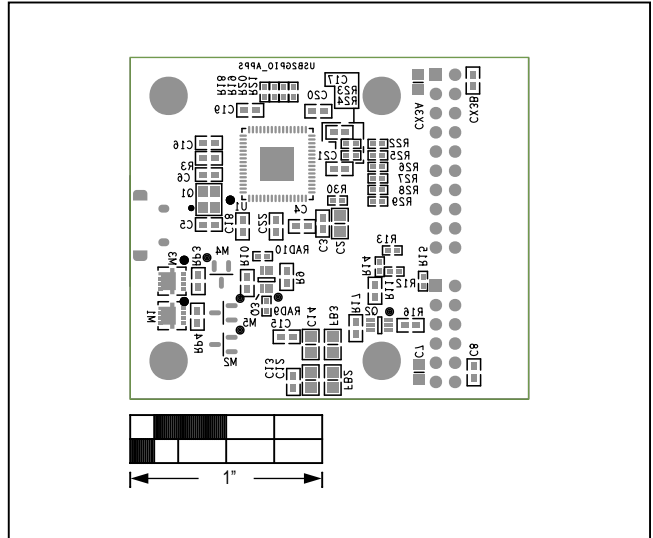 USB2GPIO_APPS
R18
R19
R20
R21
C17
R23
R24
C19
C20
CX3A
CX3B
C16
R3
C6
Q1
C5
U1
C21
R22
R25
R26
R27
R28
R29
R30
C18
C22
C4
C3
C2
R13
R15
R14
R12
R11
M3
RP3
M4
R10
RAD10
R9
Q3
RAD9
M1
RP4
M5
M2
C15
C14
FB3
R17
Q2
R16
C13
C12
FB2
C7
C8
1"